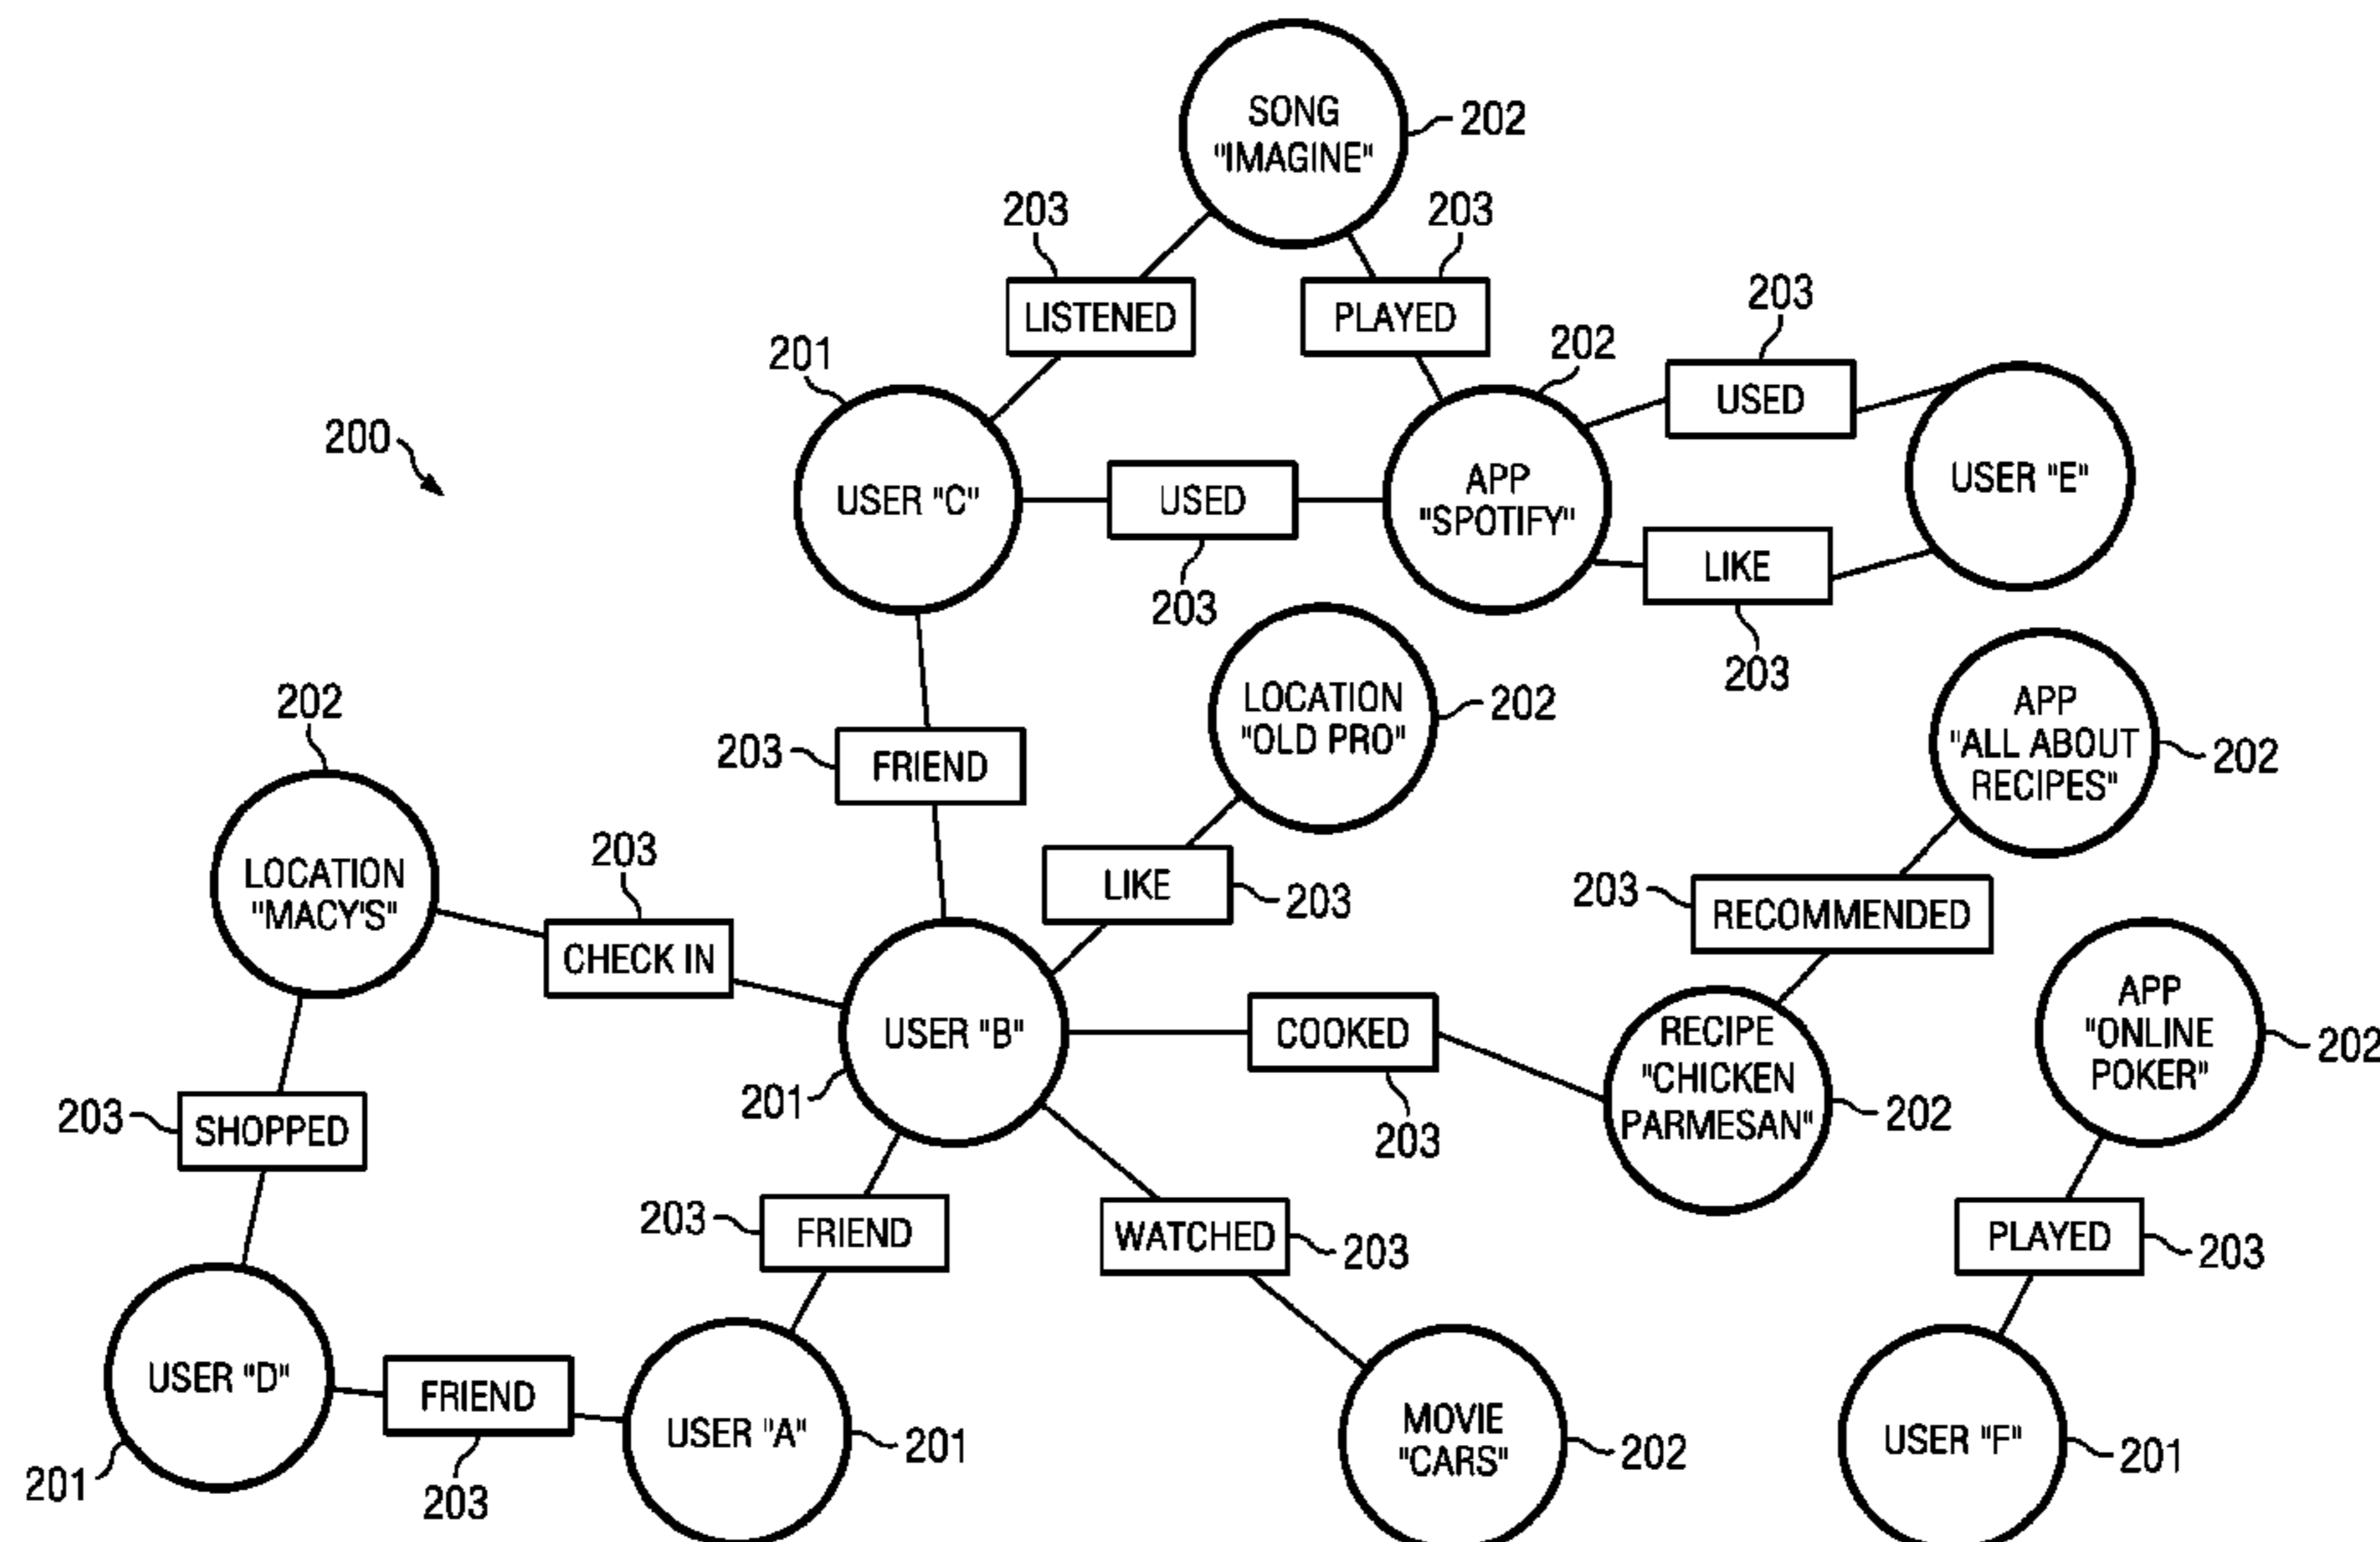 SONG
"IMAGINE"
202
203
203
LISTENED
PLAYED
203
201
202
USED
200
USER "C"
USED
APP
"SPOTIFY"
USER "E"
LIKE
203
203
202
LOCATION
"OLD PRO"
202
APP
"ALL ABOUT
RECIPES"
202
203
FRIEND
LOCATION
"MACY'S"
203
LIKE
203
203
RECOMMENDED
CHECK IN
USER "B"
201
COOKED
203
RECIPE
"CHICKEN
PARMESAN"
202
APP
"ONLINE
POKER"
202
203
SHOPPED
203
FRIEND
WATCHED
203
PLAYED
203
USER "D"
201
FRIEND
203
USER "A"
201
MOVIE
"CARS"
202
USER "F"
201